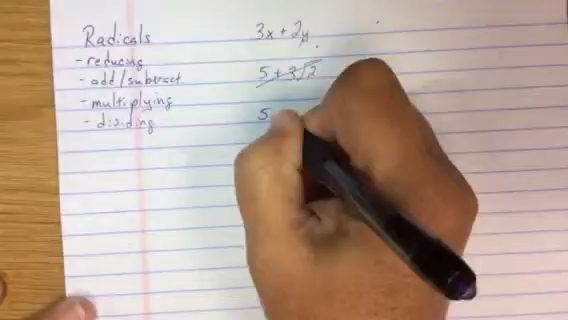 Radicals
- reducing
- add/subtract
- multiplying
- dividing
3x + 2y
5 + 3√2
5